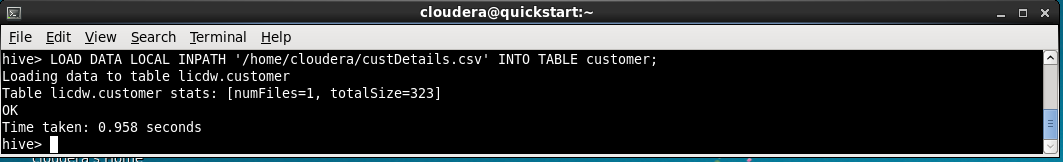 cloudera@quickstart:~
File Edit View Search Terminal Help
hive> LOAD DATA LOCAL INPATH '/home/cloudera/custDetails.csv' INTO TABLE customer;
Loading data to table licdw.customer
Table licdw.customer stats: [numFiles=1, totalSize=323]
OK
Time taken: 0.958 seconds
hive>
cloudera's Home